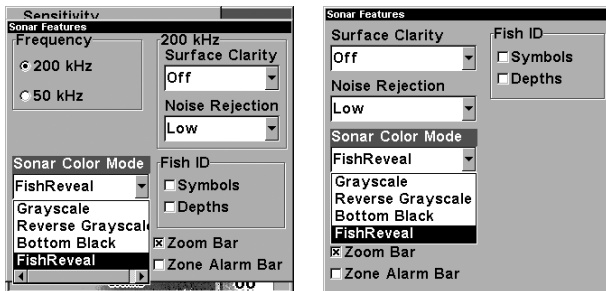 Sensitivity
Sonar Features
Frequency
200 kHz
50 kHz
200 kHz
Surface Clarity
Off
Noise Rejection
Low
Sonar Color Mode
FishReveal
Grayscale
Reverse Grayscal
Bottom Black
FishReveal
Fish ID
Symbols
Depths
Zoom Bar
Zone Alarm Bar
Sonar Features
Surface Clarity
Off
Noise Rejection
Low
Sonar Color Mode
FishReveal
Grayscale
Reverse Grayscale
Bottom Black
FishReveal
Zoom Bar
Zone Alarm Bar
Fish ID
Symbols
Depths